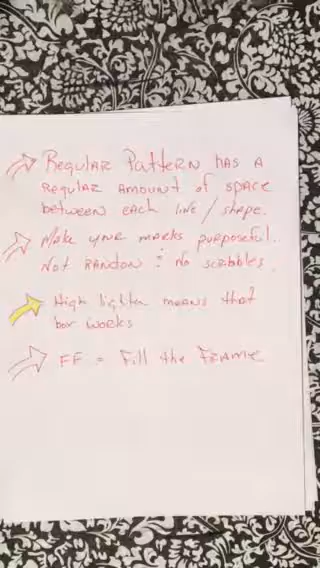 Regular Pattern has a
regular amount of space
between each line / shape.
Make your marks purposeful.
Not random : No scribbles.
High lighter means that
box works
FF = Fill the Frame